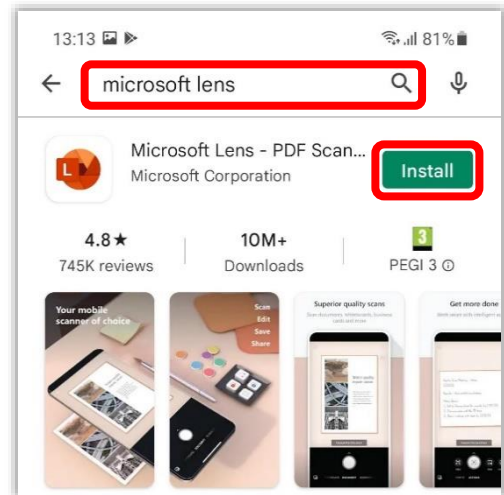 13:13 81%
microsoft lens
Microsoft Lens - PDF Scan...
Microsoft Corporation
Install
L
4.8★ 10M+ 3
745K reviews Downloads PEGI 3
Your mobile
scanner of choice
Scan
Edit
Save
Share
Superior quality scans
Get more done